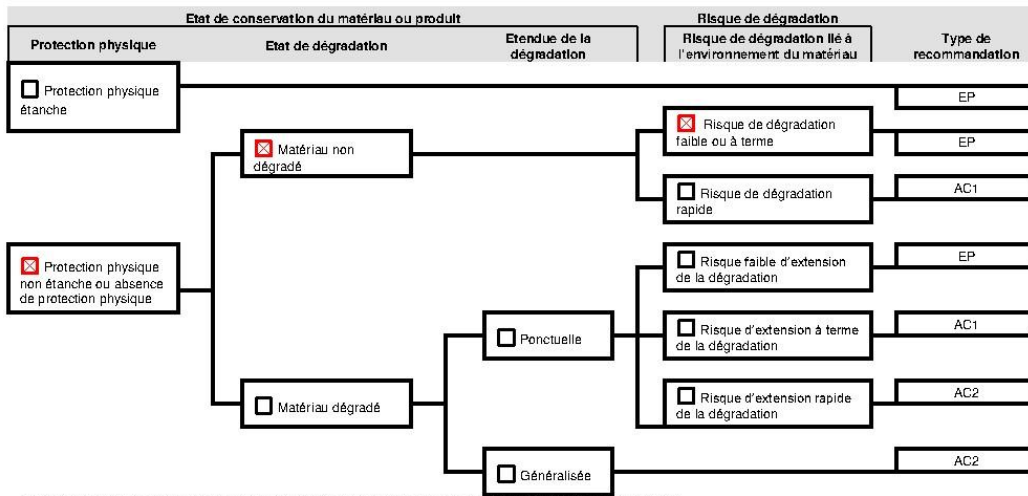 Etat de conservation du matériau ou produit
Risque de dégradation
Protection physique
Etat de dégradation
Etendue de la
dégradation
Risque de dégradation lié à
l'environnement du matériau
Type de
recommandation
Protection physique
étanche
EP
Matériau non
dégradé
Risque de dégradation
faible ou à terme
EP
Risque de dégradation
rapide
AC1
Protection physique
non étanche ou absence
de protection physique
Risque faible d'extension
de la dégradation
EP
Ponctuelle
Risque d'extension à terme
de la dégradation
AC1
Matériau dégradé
Risque d'extension rapide
de la dégradation
AC2
Généralisée
AC2